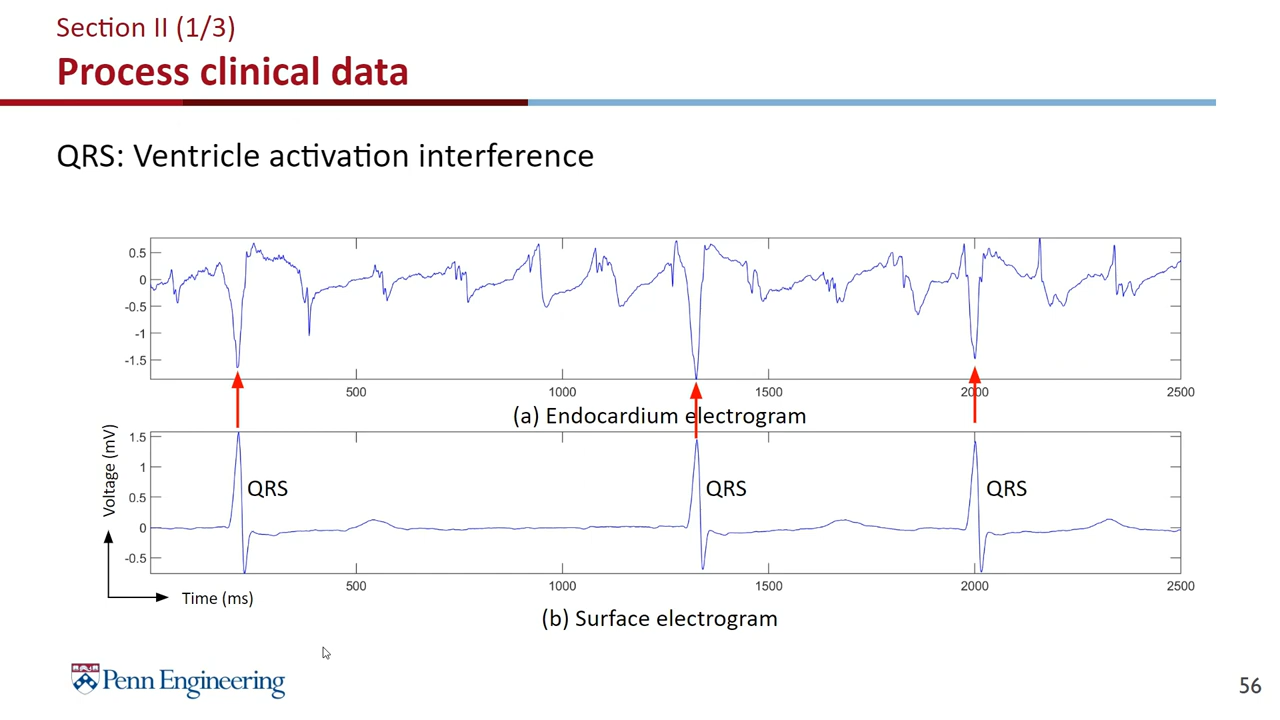 Section II (1/3)
Process clinical data
QRS: Ventricle activation interference
0.5
0
-0.5
-1
-1.5
500
1000
1500
2000
2500
(a) Endocardium electrogram
Voltage (mV)
1.5
1
0.5
0
-0.5
QRS
QRS
QRS
500
1000
1500
2000
2500
Time (ms)
(b) Surface electrogram
Penn Engineering
56